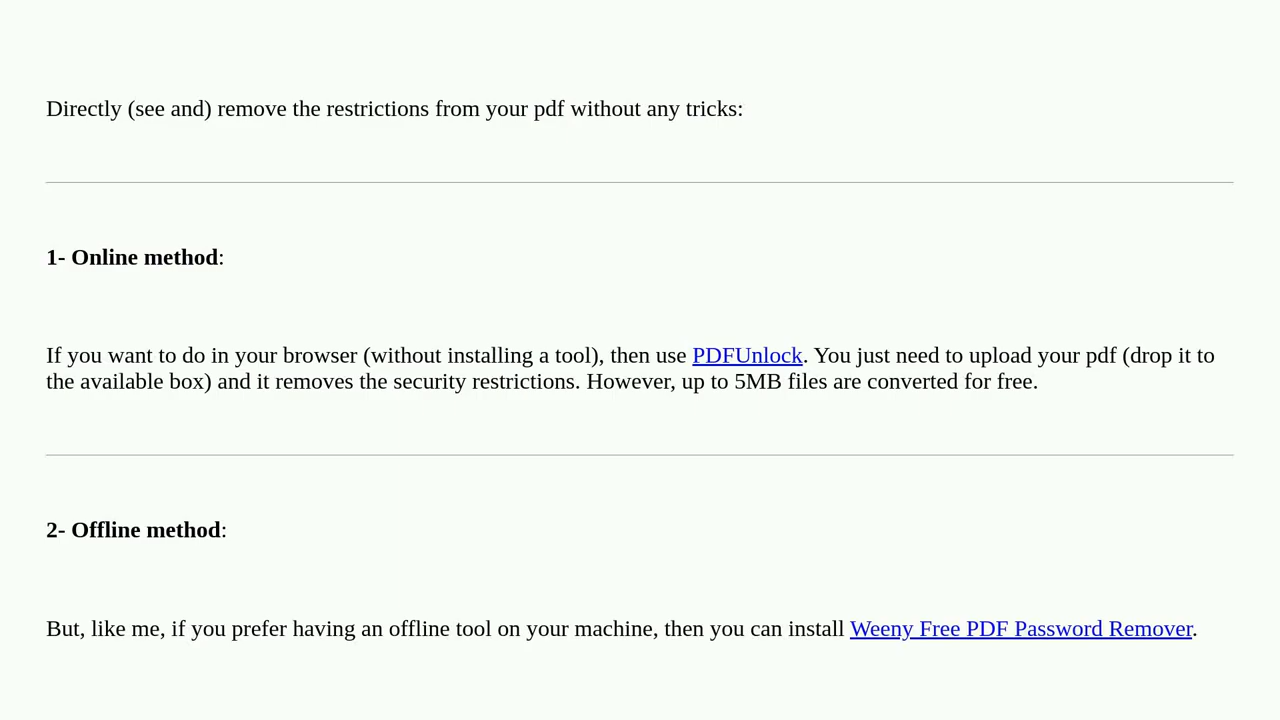 Directly (see and) remove the restrictions from your pdf without any tricks:
1- Online method:
If you want to do in your browser (without installing a tool), then use PDFUnlock. You just need to upload your pdf (drop it to
the available box) and it removes the security restrictions. However, up to 5MB files are converted for free.
2- Offline method:
But, like me, if you prefer having an offline tool on your machine, then you can install Weeny Free PDF Password Remover.